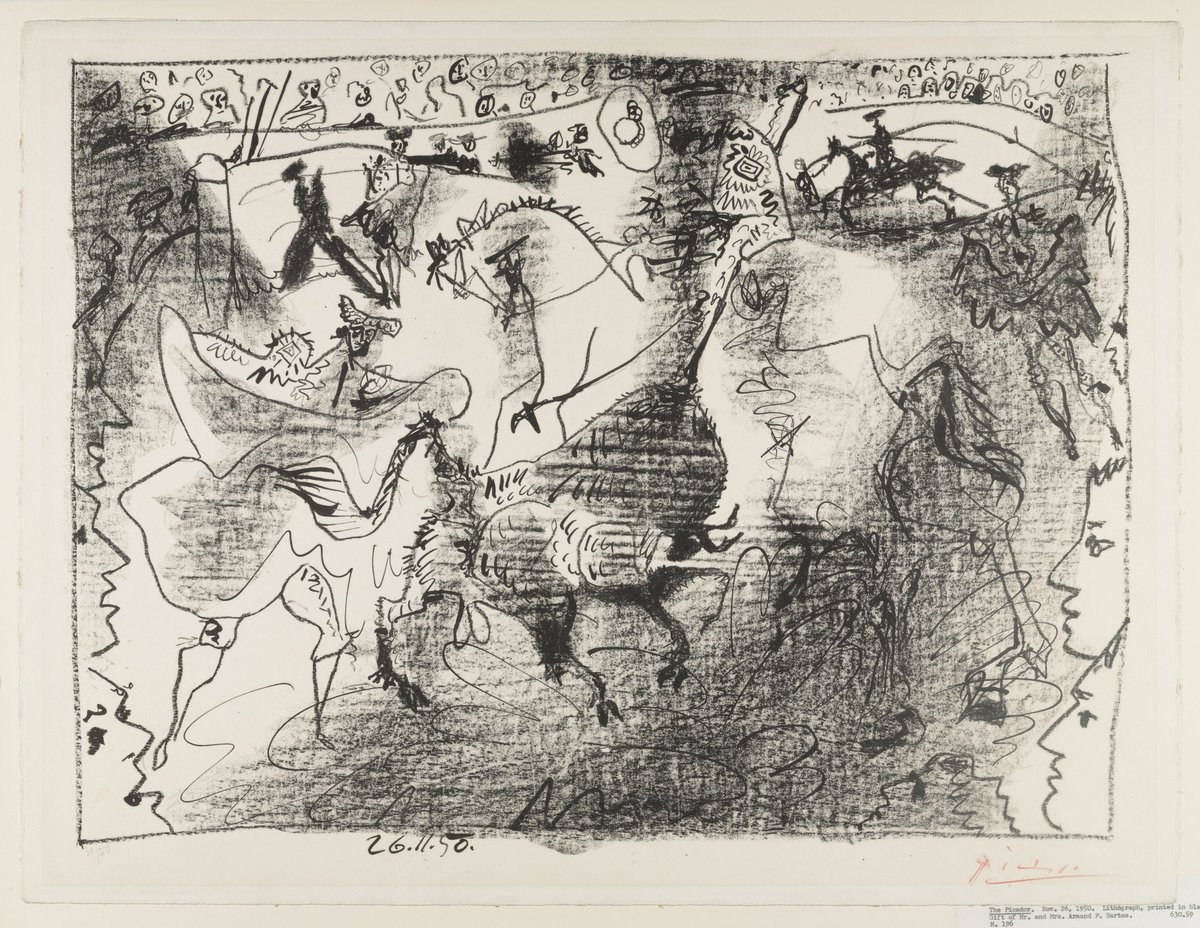 26.11.50.
Picasso
The Picador. Nov. 26, 1950. Lithograph, printed in bla
Gift of Mr. and Mrs. Armand P. Bartos. 630.59
M. 196